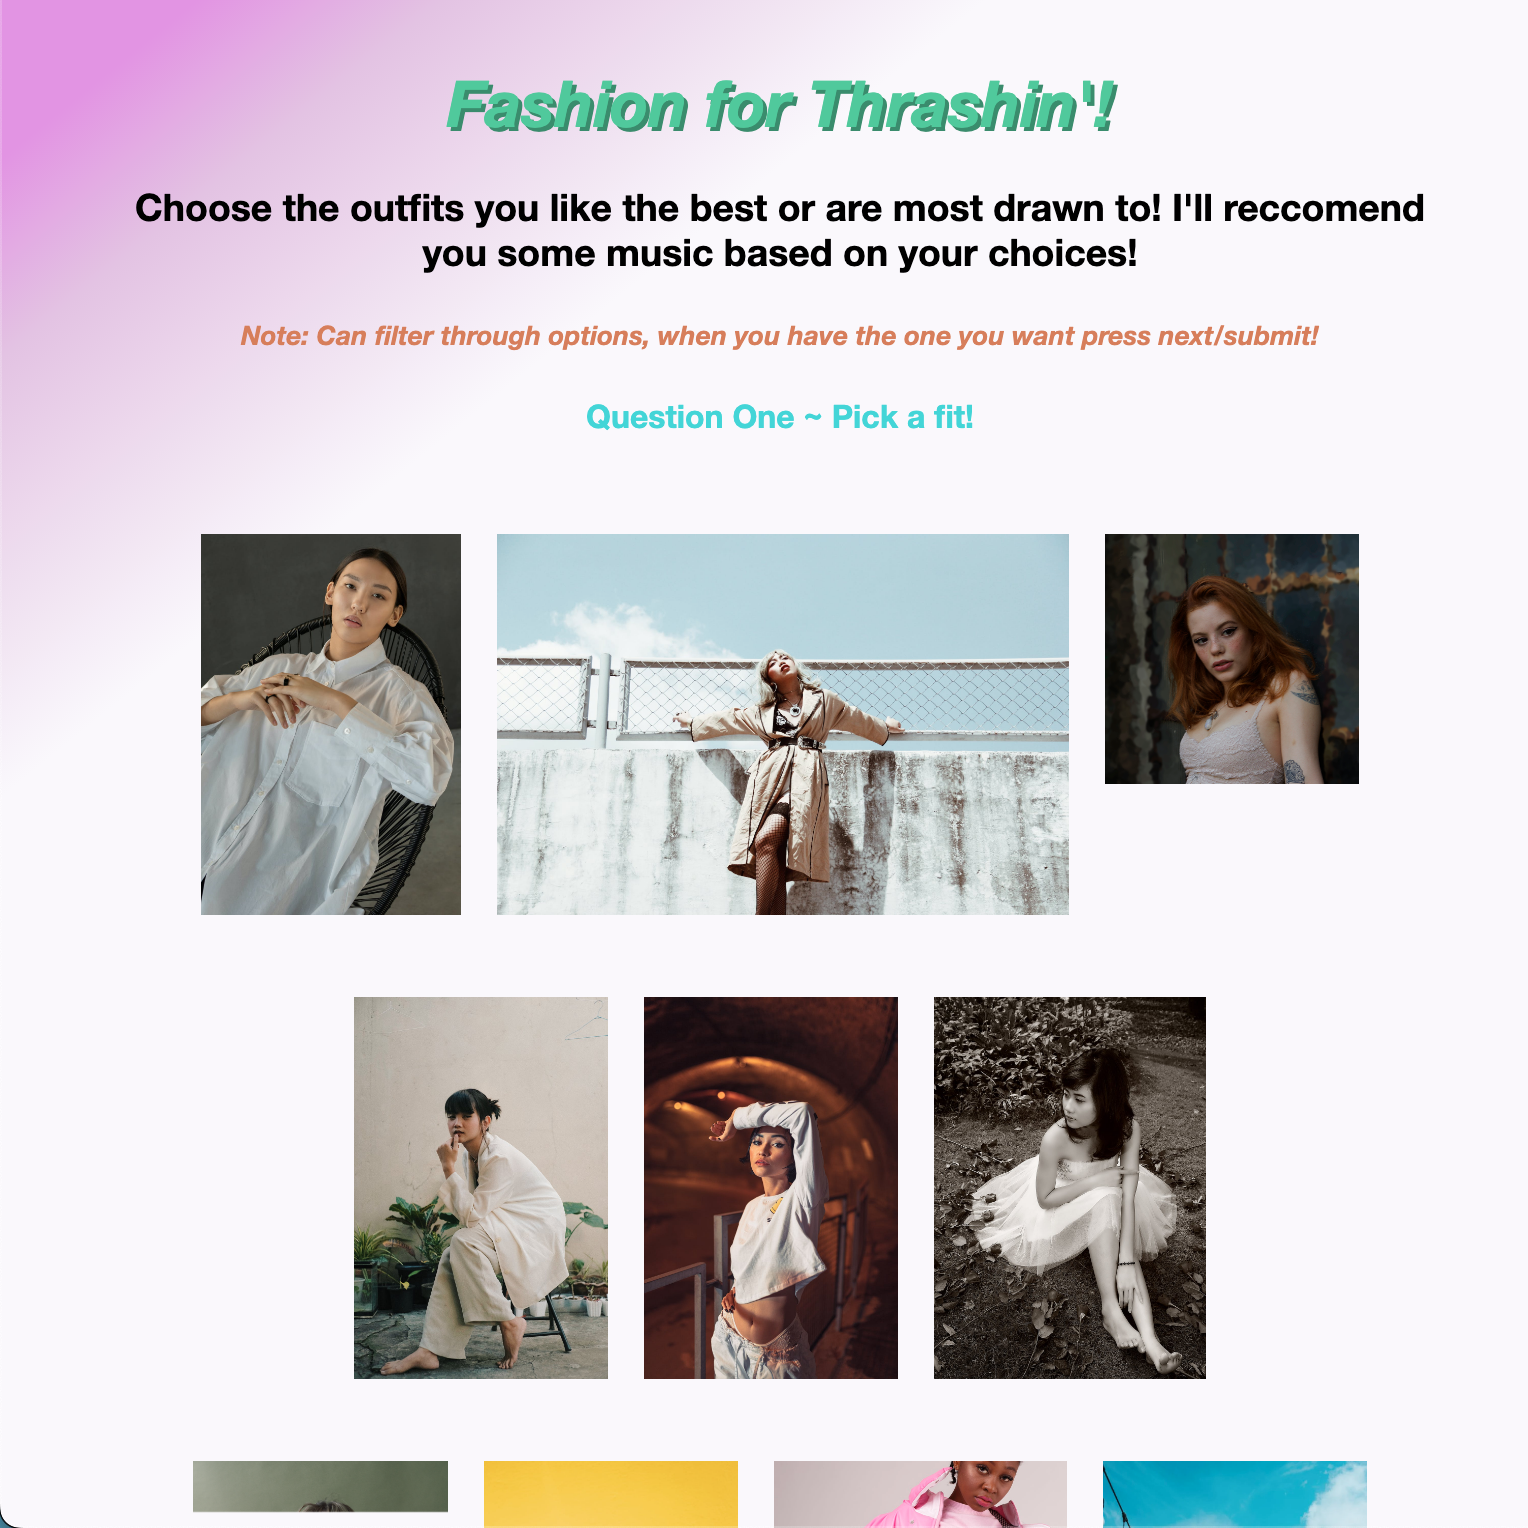 Fashion for Thrashin'!
Choose the outfits you like the best or are most drawn to! I'll reccomend
you some music based on your choices!
Note: Can filter through options, when you have the one you want press next/submit!
Question One ~ Pick a fit!